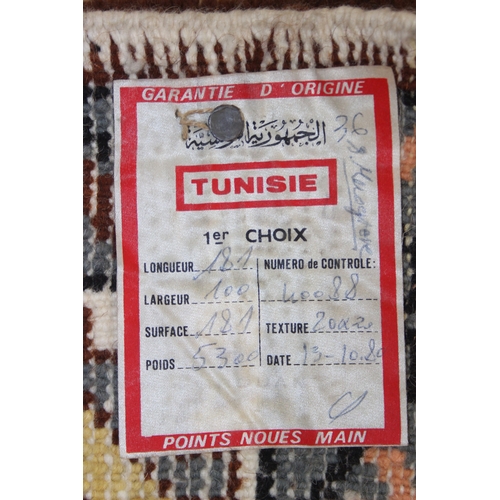 GARANTIE D'ORIGINE
الجمهورية التونسية
TUNISIE
1er CHOIX
LONGUEUR 181 NUMERO de CONTROLE:
LARGEUR 100 40088
SURFACE 181 TEXTURE 20x20
POIDS 5300 DATE 13-10.80
POINTS NOUES MAIN